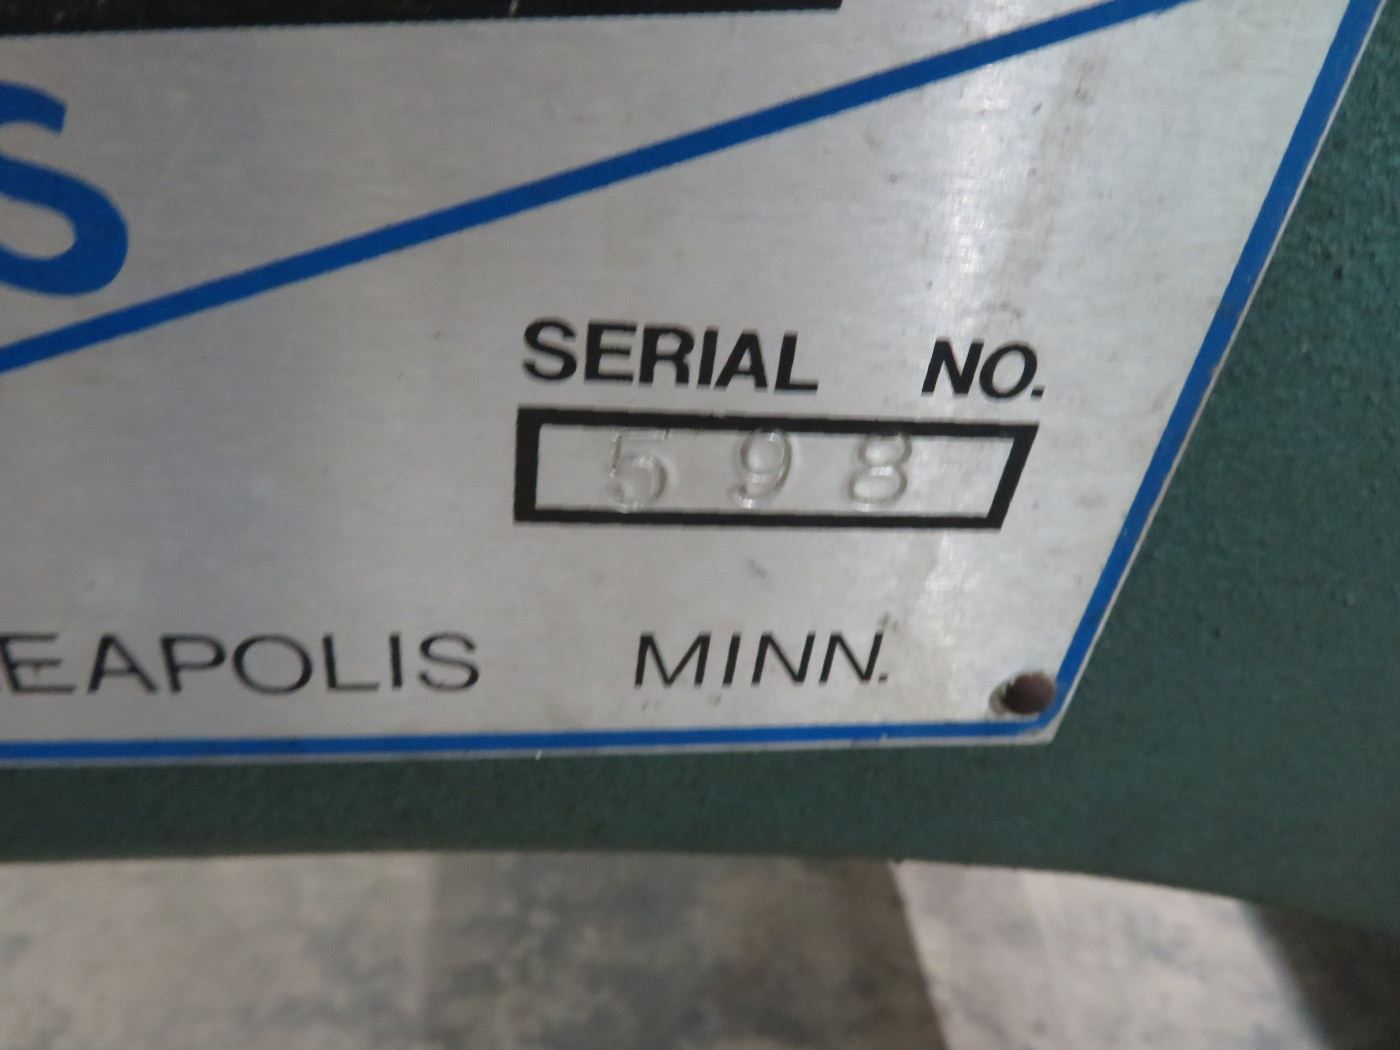 S
SERIAL NO.
598
EAPOLIS MINN.